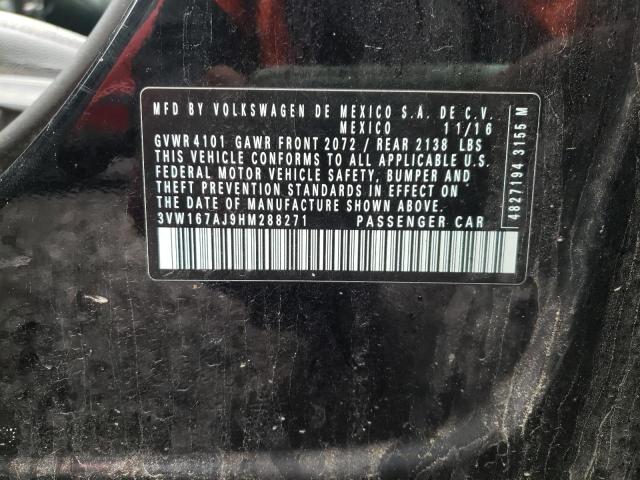 MFD BY VOLKSWAGEN DE MEXICO S.A. DE C.V.
MEXICO 11/16
GVWR 4101 GAWR FRONT 2072 / REAR 2138 LBS
THIS VEHICLE CONFORMS TO ALL APPLICABLE U.S.
FEDERAL MOTOR VEHICLE SAFETY, BUMPER AND
THEFT PREVENTION STANDARDS IN EFFECT ON
THE DATE OF MANUFACTURE SHOWN ABOVE.
3VW167AJ9HM288271 PASSENGER CAR
4827194 3155 M